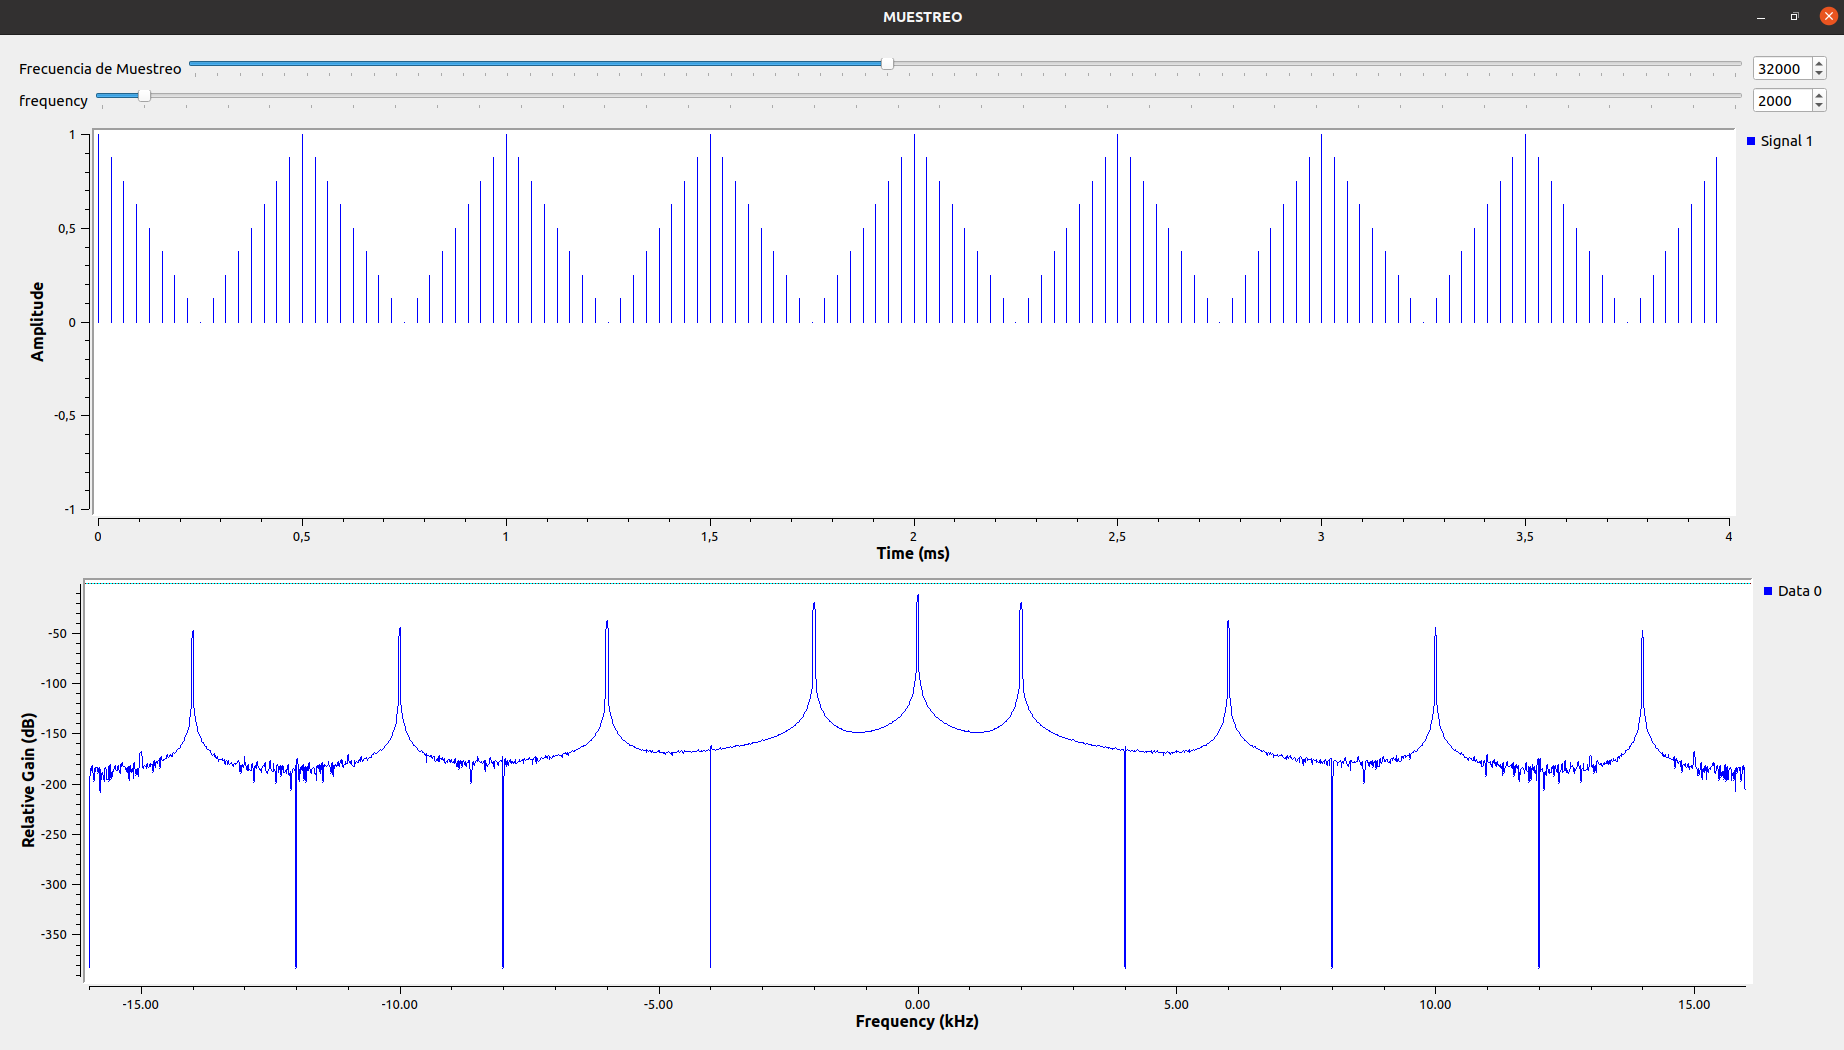 MUESTREO
Frecuencia de Muestreo 32000
frequency 2000
Signal 1
1
0,5
0
-0,5
-1
Amplitude
0 0,5 1 1,5 2 2,5 3 3,5 4
Time (ms)
Data 0
-50
-100
-150
-200
-250
-300
-350
Relative Gain (dB)
-15.00 -10.00 -5.00 0.00 5.00 10.00 15.00
Frequency (kHz)